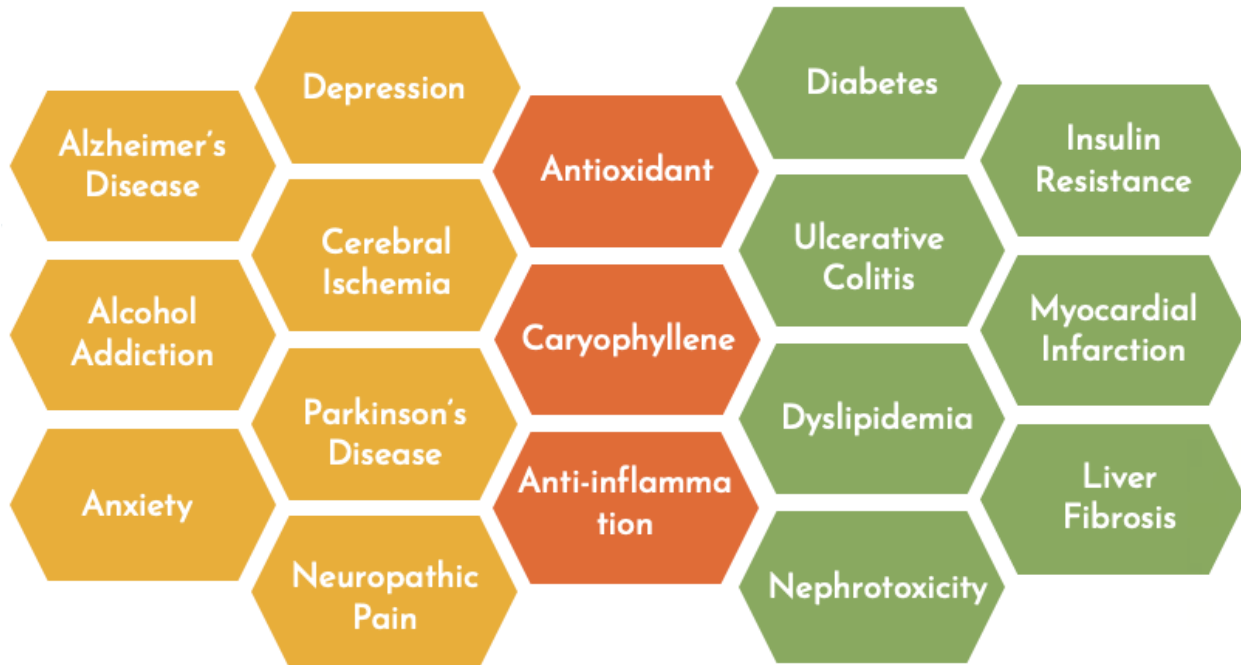 Depression
Alzheimer's
Disease
Cerebral
Ischemia
Alcohol
Addiction
Parkinson's
Disease
Anxiety
Neuropathic
Pain
Antioxidant
Caryophyllene
Anti-inflamma
tion
Diabetes
Insulin
Resistance
Ulcerative
Colitis
Myocardial
Infarction
Dyslipidemia
Liver
Fibrosis
Nephrotoxicity